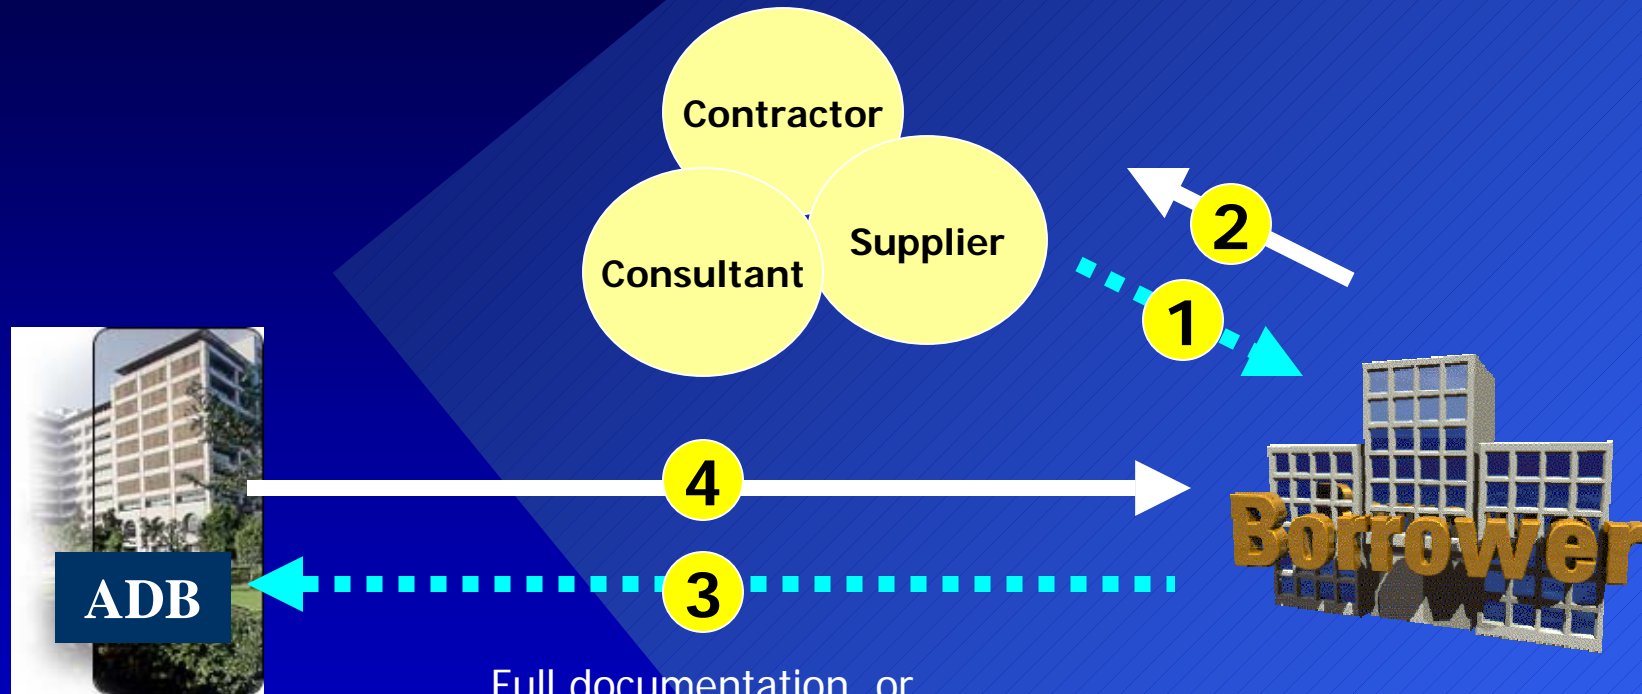 Contractor
Supplier
Consultant
2
1
4
3
Borrower
ADB
Full documentation, or